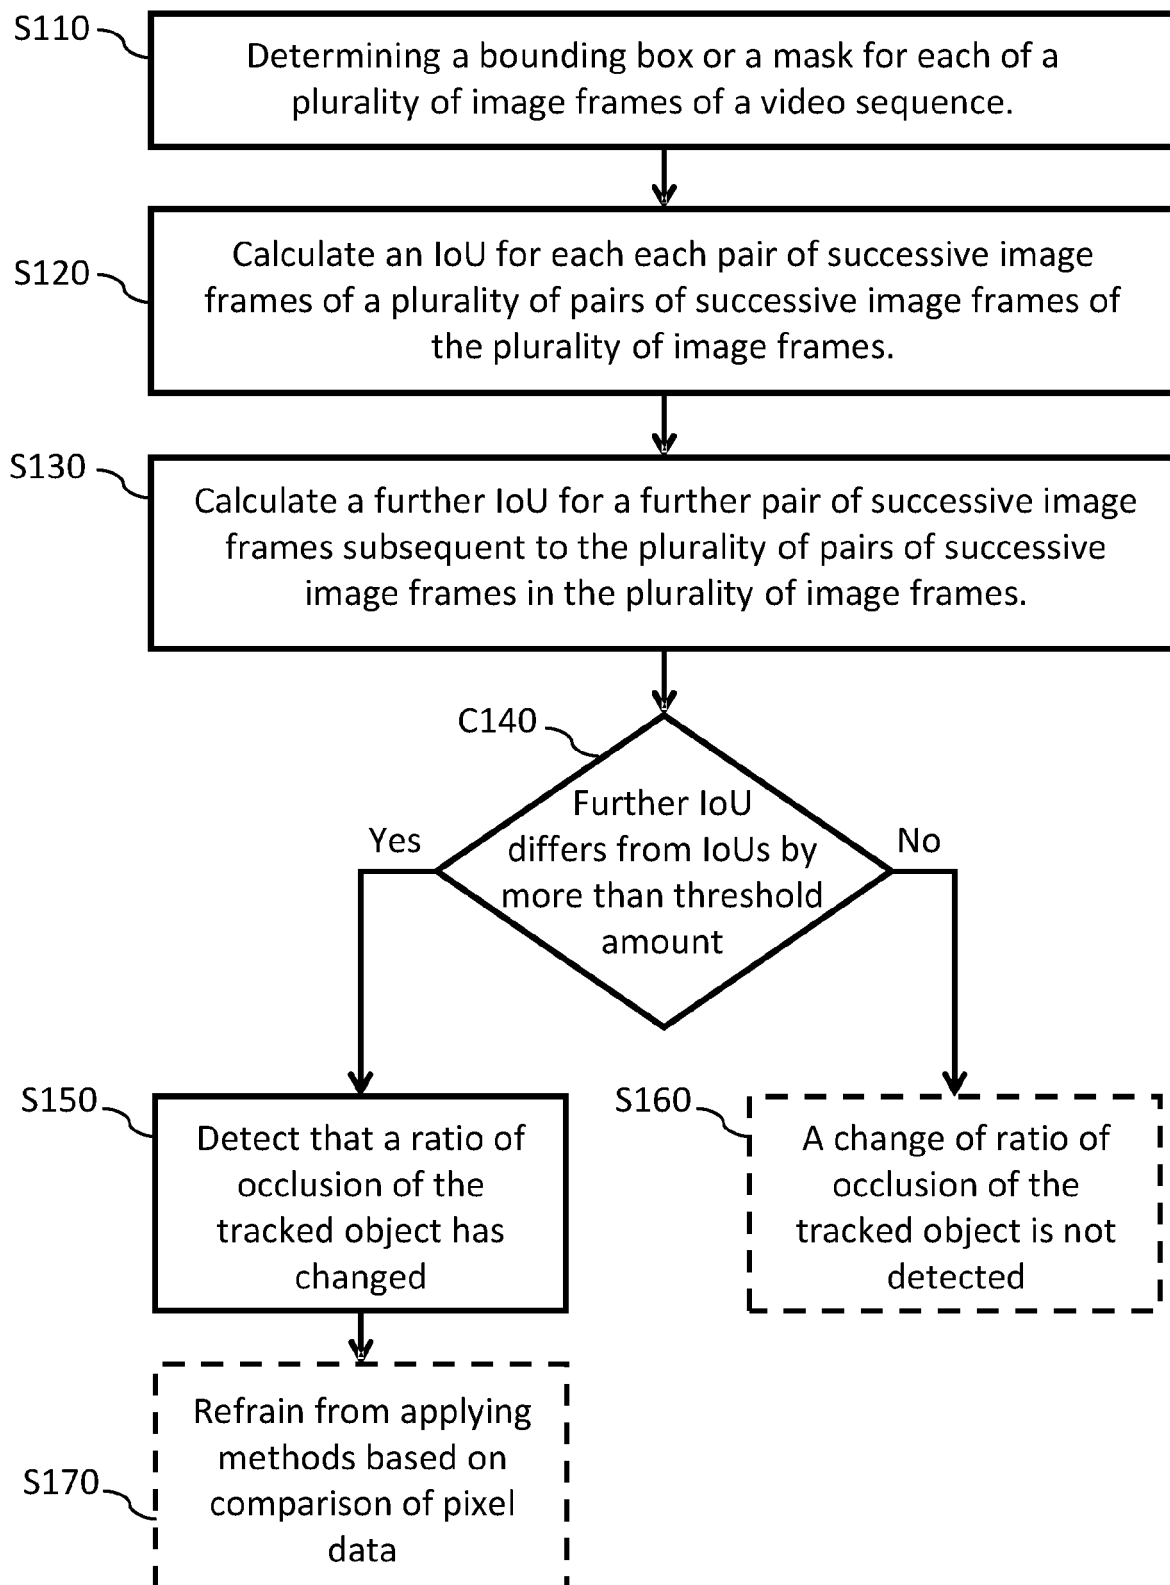 S110
Determining a bounding box or a mask for each of a
plurality of image frames of a video sequence.
S120
Calculate an IoU for each each pair of successive image
frames of a plurality of pairs of successive image frames of
the plurality of image frames.
S130
Calculate a further IoU for a further pair of successive image
frames subsequent to the plurality of pairs of successive
image frames in the plurality of image frames.
C140
Further IoU
differs from IoUs by
more than threshold
amount
Yes
No
S150
Detect that a ratio of
occlusion of the
tracked object has
changed
S160
A change of ratio of
occlusion of the
tracked object is not
detected
S170
Refrain from applying
methods based on
comparison of pixel
data